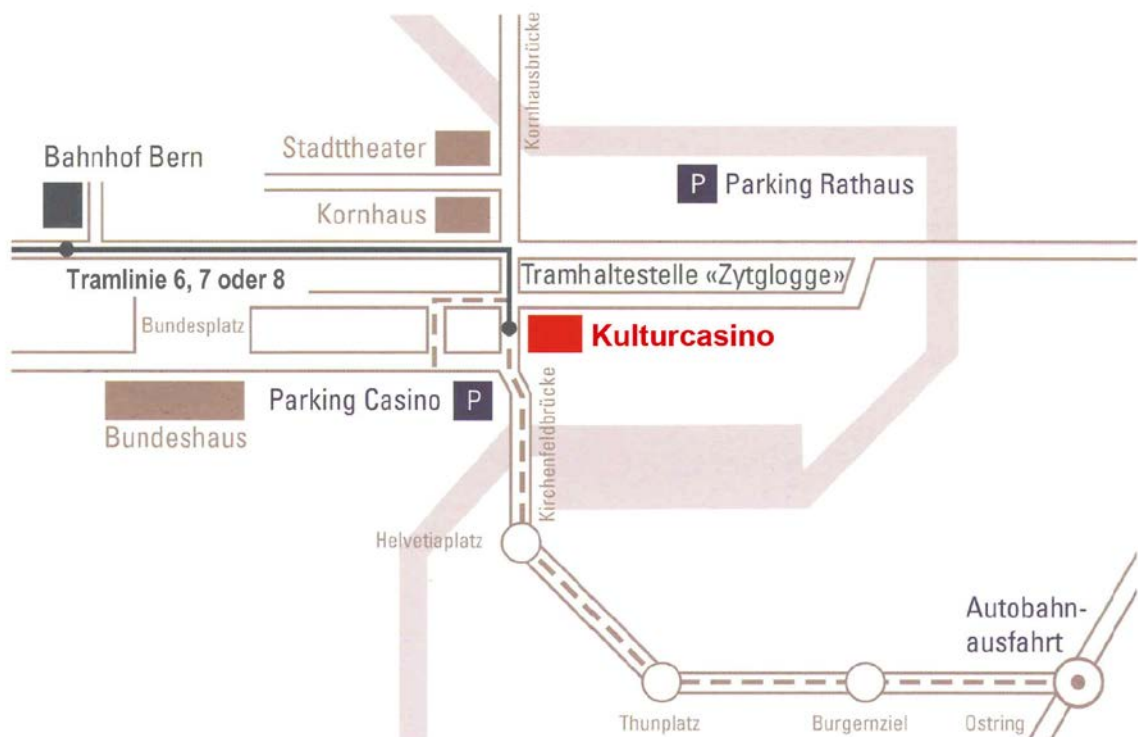 Kornhausbrücke
Stadttheater
Bahnhof Bern
P Parking Rathaus
Kornhaus
Tramlinie 6, 7 oder 8
Tramhaltestelle «Zytglogge»
Bundesplatz
Kulturcasino
Parking Casino P
Bundeshaus
Kirchenfeldbrücke
Helvetiaplatz
Autobahn-
ausfahrt
Thunplatz
Burgernziel
Ostring